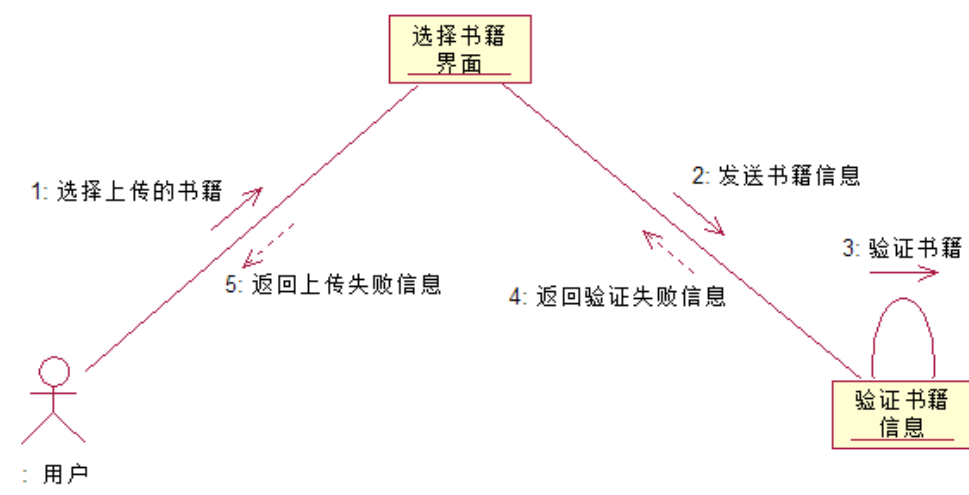 选择书籍
界面
1: 选择上传的书籍
2: 发送书籍信息
3: 验证书籍
5: 返回上传失败信息
4: 返回验证失败信息
验证书籍
信息
: 用户